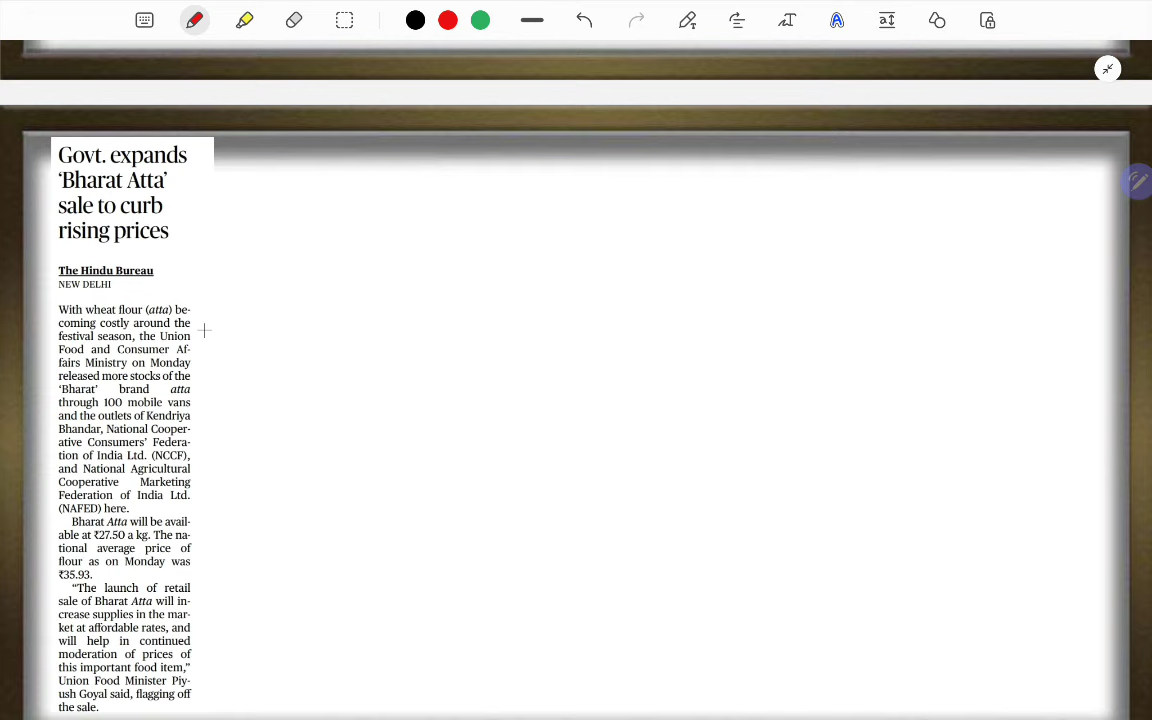 Govt. expands
‘Bharat Atta’
sale to curb
rising prices
The Hindu Bureau
NEW DELHI
With wheat flour (atta) be-
coming costly around the
festival season, the Union
Food and Consumer Af-
fairs Ministry on Monday
released more stocks of the
‘Bharat’ brand atta
through 100 mobile vans
and the outlets of Kendriya
Bhandar, National Cooper-
ative Consumers’ Federa-
tion of India Ltd. (NCCF),
and National Agricultural
Cooperative Marketing
Federation of India Ltd.
(NAFED) here.
Bharat Atta will be avail-
able at ₹27.50 a kg. The na-
tional average price of
flour as on Monday was
₹35.93.
“The launch of retail
sale of Bharat Atta will in-
crease supplies in the mar-
ket at affordable rates, and
will help in continued
moderation of prices of
this important food item,”
Union Food Minister Piy-
ush Goyal said, flagging off
the sale.